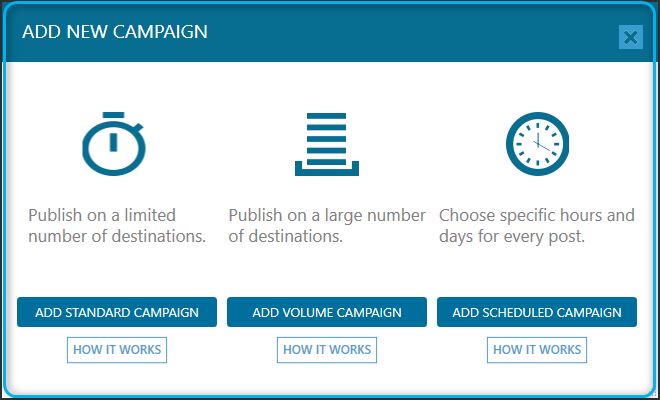 ADD NEW CAMPAIGN
Publish on a limited
number of destinations.
Publish on a large number
of destinations.
Choose specific hours and
days for every post.
ADD STANDARD CAMPAIGN
ADD VOLUME CAMPAIGN
ADD SCHEDULED CAMPAIGN
HOW IT WORKS
HOW IT WORKS
HOW IT WORKS